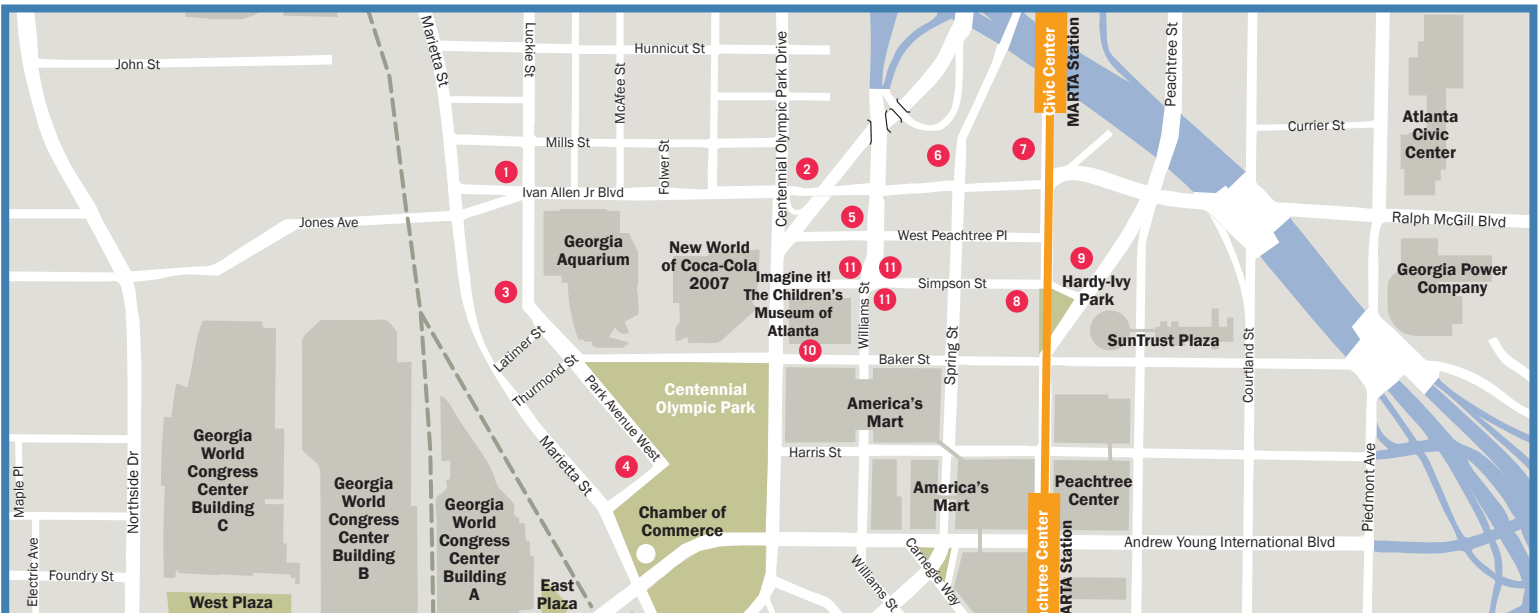 Marietta St
Luckie St
Hunnicut St
John St
McAfee St
Centennial Olympic Park Drive
Civic Center
MARTA Station
Peachtree St
Currier St
Atlanta
Civic
Center
Mills St
Folwer St
1
2
6
7
Ivan Allen Jr Blvd
Jones Ave
5
Ralph McGill Blvd
West Peachtree Pl
Georgia
Aquarium
New World
of Coca-Cola
2007
Imagine it!
The Children's
Museum of
Atlanta
11
11
11
9
Hardy-Ivy
Park
Georgia Power
Company
3
Simpson St
8
Williams St
SunTrust Plaza
Latimer St
Thurmond St
10
Baker St
Spring St
Courtland St
Park Avenue West
Centennial
Olympic Park
America's
Mart
Marietta St
4
Harris St
Georgia
World
Congress
Center
Building
C
Maple Pl
Northside Dr
Georgia
World
Congress
Center
Building
B
Georgia
World
Congress
Center
Building
A
Chamber of
Commerce
America's
Mart
Peachtree
Center
Piedmont Ave
Andrew Young International Blvd
chtree Center
ARTA Station
Carnegie Way
Williams St
Electric Ave
Foundry St
West Plaza
East
Plaza